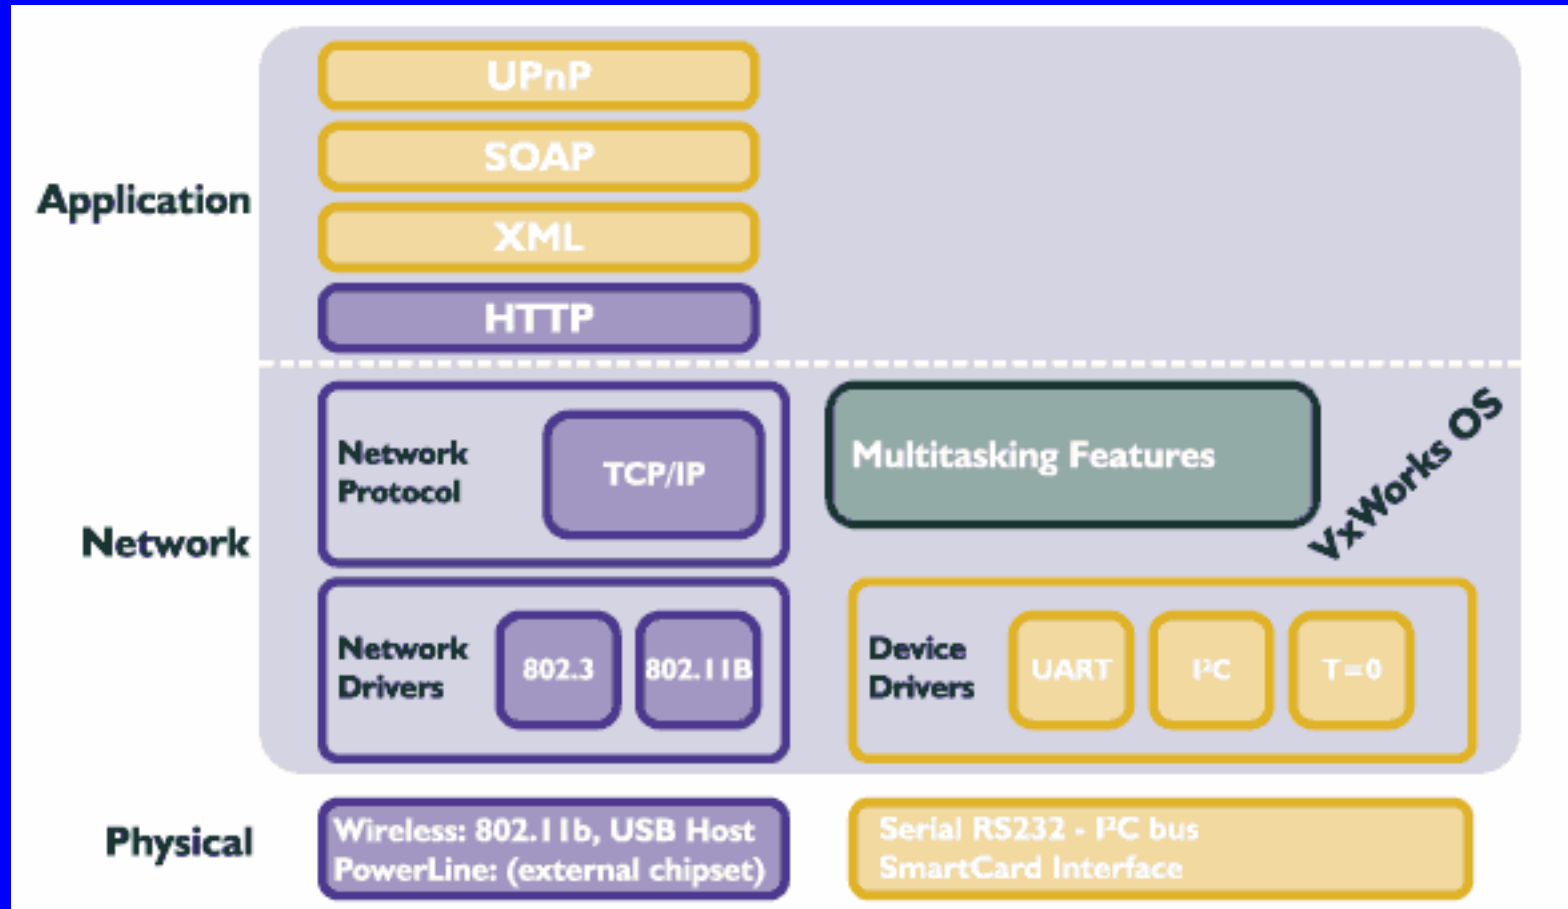 UPnP
SOAP
Application
XML
HTTP
Network
Protocol
TCP/IP
Multitasking Features
VxWorks OS
Network
Network
Drivers
802.3
802.11B
Device
Drivers
UART
I²C
T=0
Physical
Wireless: 802.11b, USB Host
PowerLine: (external chipset)
Serial RS232 - I²C bus
SmartCard Interface